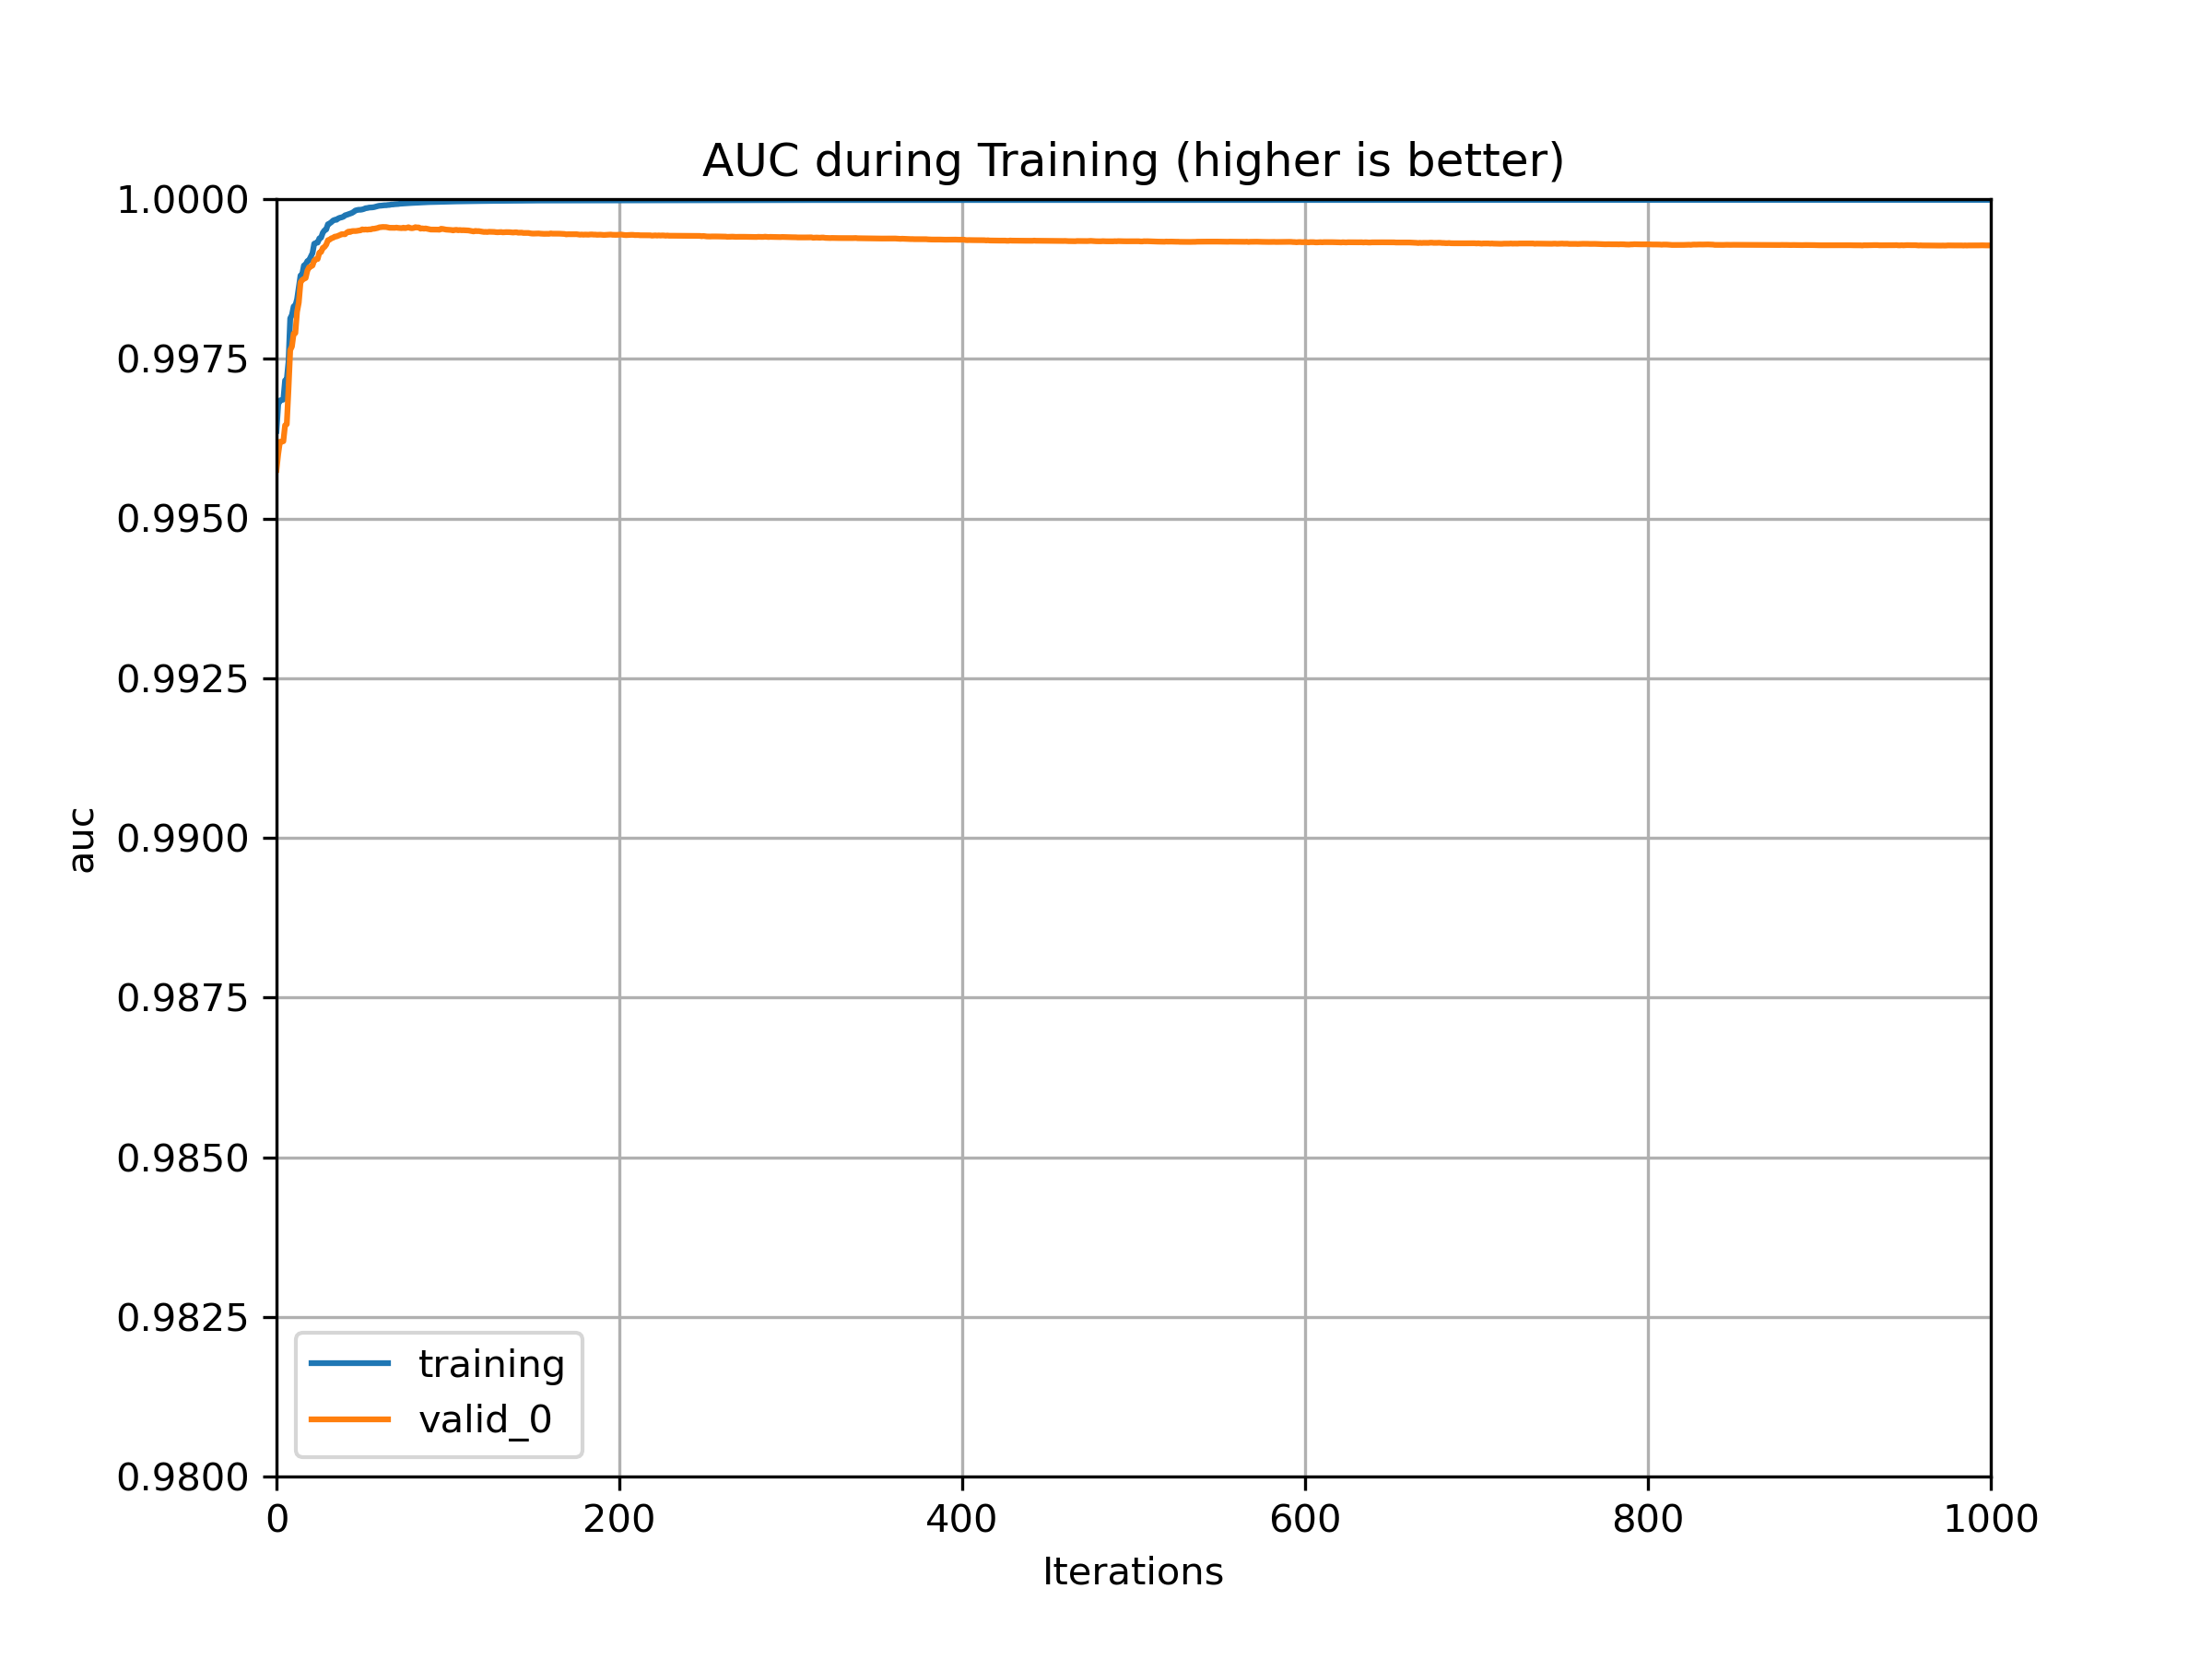 AUC during Training (higher is better)
1.0000
0.9975
0.9950
0.9925
0.9900
0.9875
0.9850
0.9825
0.9800
auc
training
valid_0
0 200 400 600 800 1000
Iterations